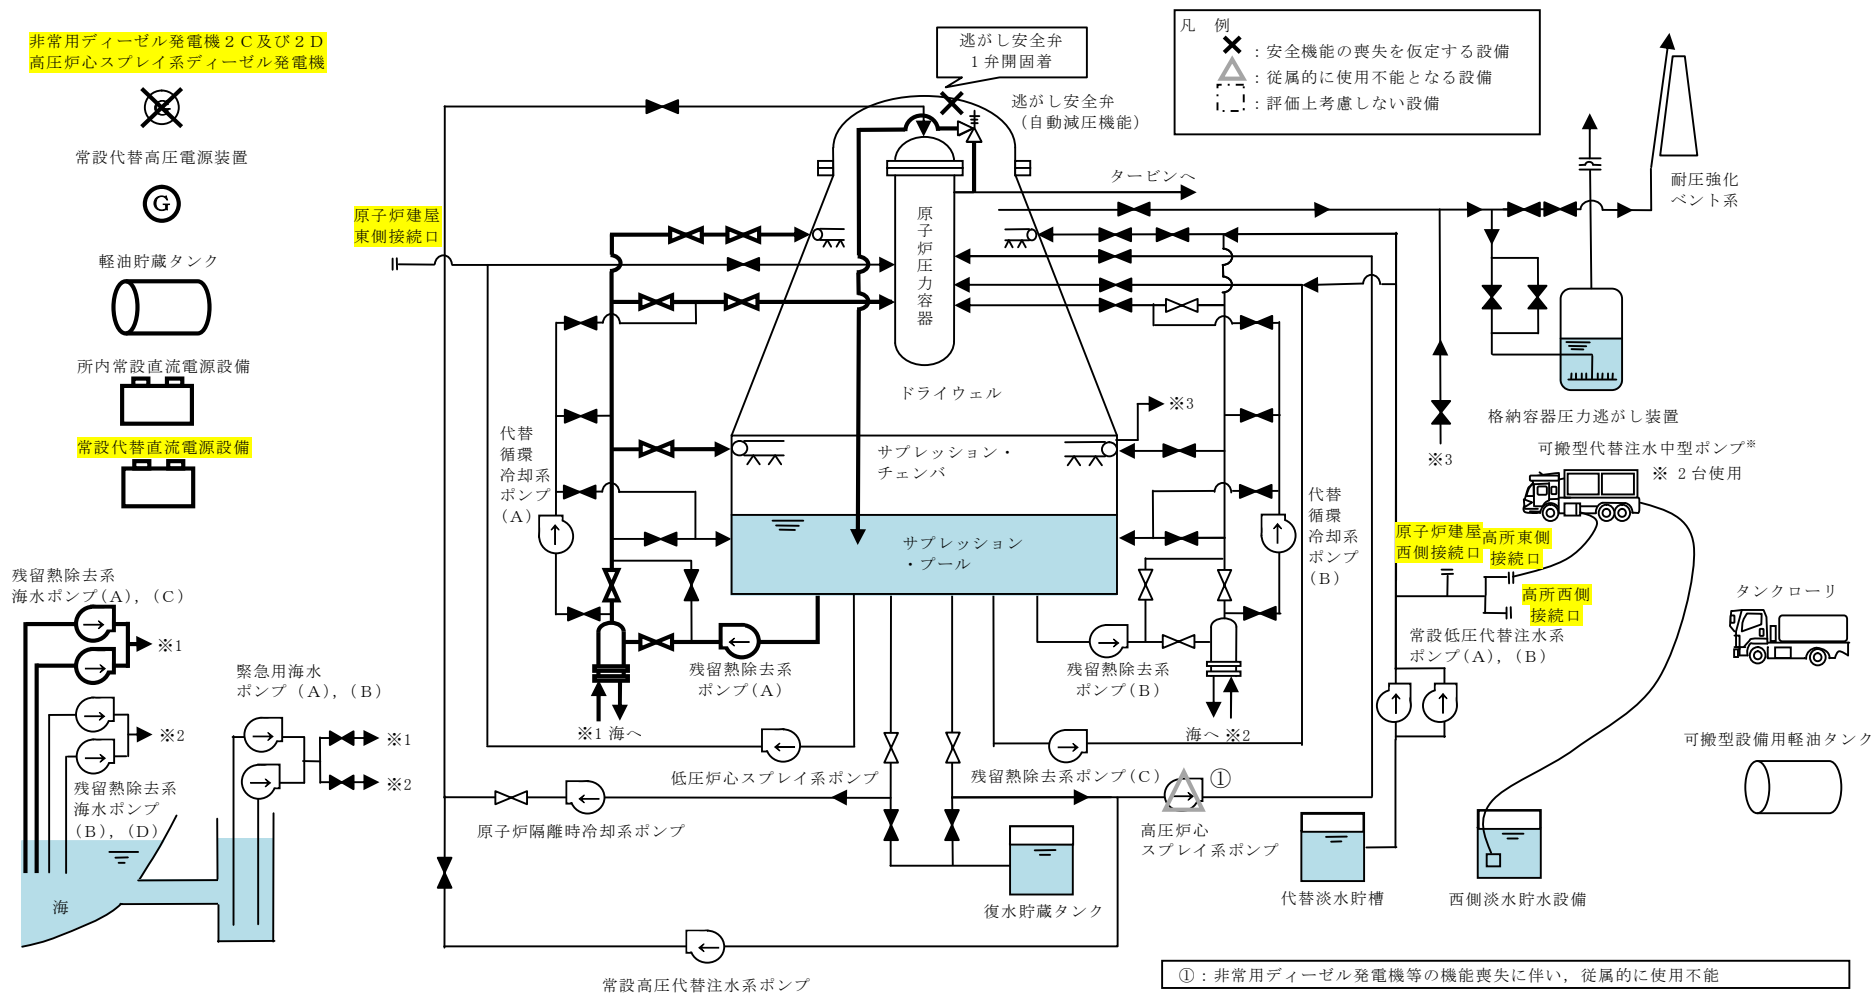 非常用ディーゼル発電機２Ｃ及び２Ｄ
高圧炉心スプレイ系ディーゼル発電機
G
常設代替高圧電源装置
G
軽油貯蔵タンク
所内常設直流電源設備
常設代替直流電源設備
残留熱除去系
海水ポンプ(A)，(C)
※1
※2
残留熱除去系
海水ポンプ
(B)，(D)
海
緊急用海水
ポンプ（A），（B）
※1
※2
原子炉建屋
東側接続口
逃がし安全弁
1 弁開固着
逃がし安全弁
（自動減圧機能）
原子炉圧力容器
ドライウェル
タービンへ
代替
循環
冷却系
ポンプ
(A)
サプレッション・
チェンバ
サプレッション
・プール
※3
代替
循環
冷却系
ポンプ
(B)
残留熱除去系
ポンプ(A)
※1
海へ
残留熱除去系
ポンプ(B)
海へ
※2
低圧炉心スプレイ系ポンプ
残留熱除去系ポンプ(C)
①
原子炉隔離時冷却系ポンプ
高圧炉心
スプレイ系ポンプ
復水貯蔵タンク
常設高圧代替注水系ポンプ
凡　例
：安全機能の喪失を仮定する設備
：従属的に使用不能となる設備
：評価上考慮しない設備
耐圧強化
ベント系
格納容器圧力逃がし装置
※3
可搬型代替注水中型ポンプ※
※ 2 台使用
原子炉建屋
西側接続口
高所東側
接続口
高所西側
接続口
常設低圧代替注水系
ポンプ(A)，(B)
タンクローリ
可搬型設備用軽油タンク
代替淡水貯槽
西側淡水貯水設備
①：非常用ディーゼル発電機等の機能喪失に伴い，従属的に使用不能